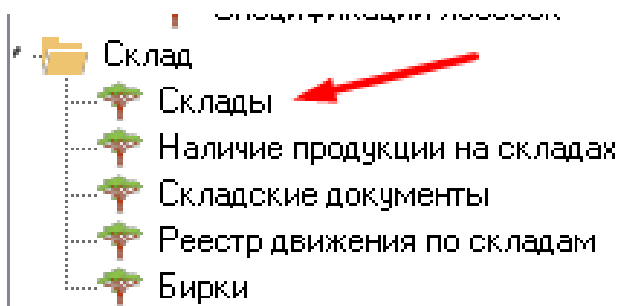 Склад
Склады
Наличие продукции на складах
Складские документы
Реестр движения по складам
Бирки